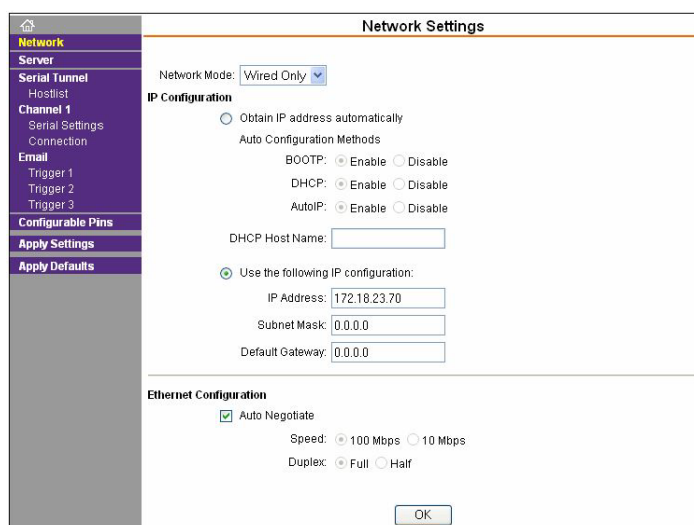 Network Settings
Network
Server
Serial Tunnel
Hostlist
Channel 1
Serial Settings
Connection
Email
Trigger 1
Trigger 2
Trigger 3
Configurable Pins
Apply Settings
Apply Defaults
Network Mode: Wired Only
IP Configuration
Obtain IP address automatically
Auto Configuration Methods
BOOTP: Enable Disable
DHCP: Enable Disable
AutoIP: Enable Disable
DHCP Host Name:
Use the following IP configuration:
IP Address: 172.18.23.70
Subnet Mask: 0.0.0.0
Default Gateway: 0.0.0.0
Ethernet Configuration
Auto Negotiate
Speed: 100 Mbps 10 Mbps
Duplex: Full Half
OK